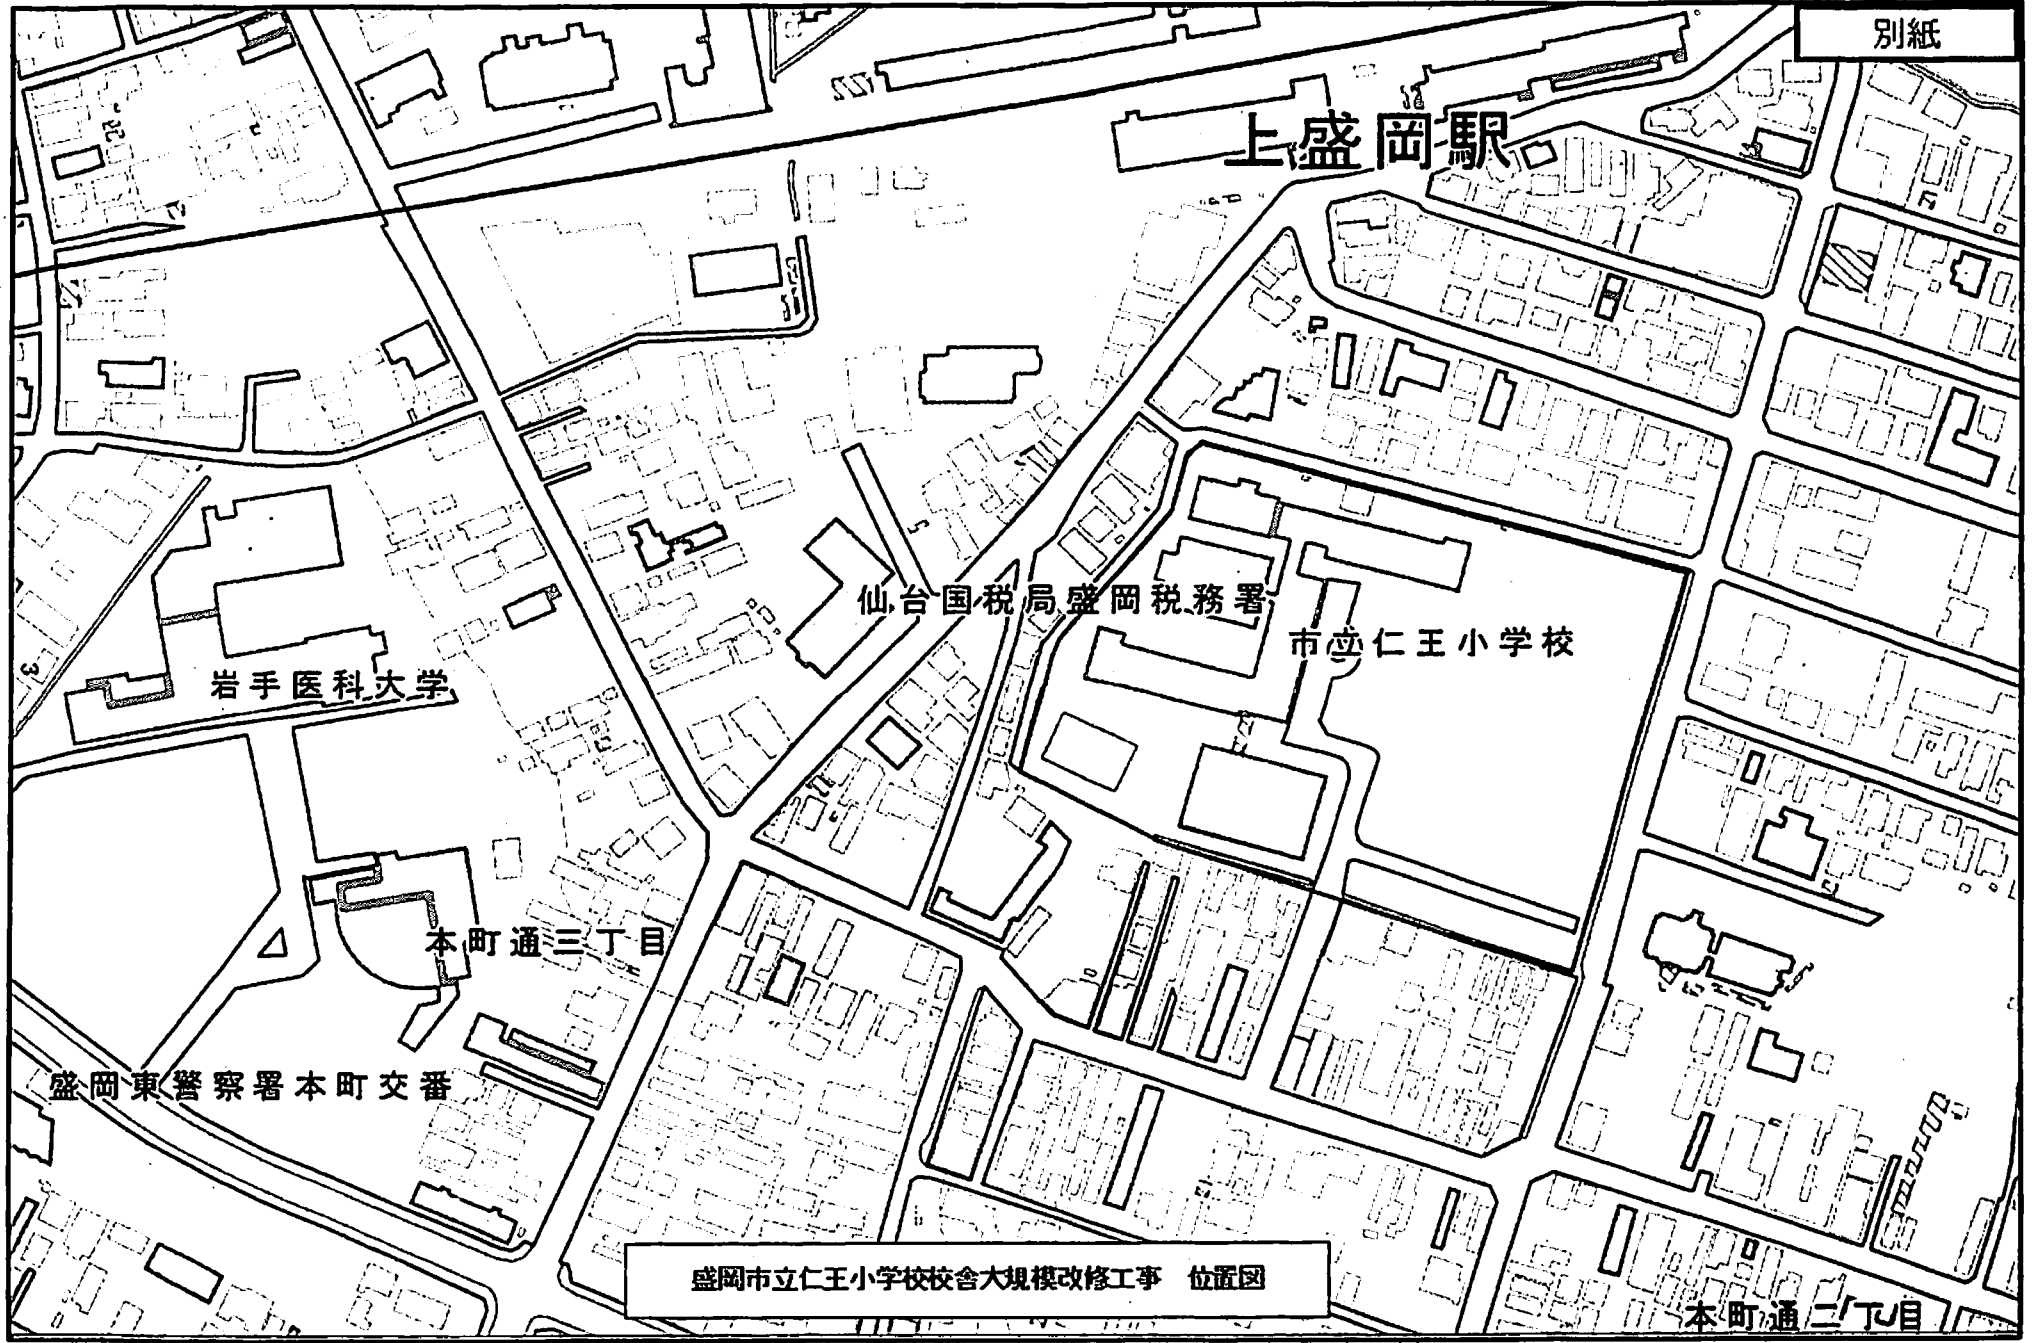 別紙
上盛岡駅
仙台国税局盛岡税務署
市立仁王小学校
岩手医科大学
本町通三丁目
盛岡東警察署本町交番
盛岡市立仁王小学校校舎大規模改修工事　位置図
本町通二丁目